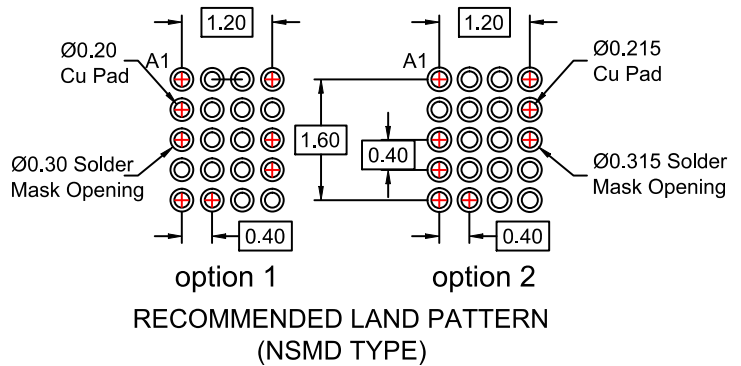 1.20
1.20
Ø0.20
Cu Pad
A1
A1
Ø0.215
Cu Pad
1.60
0.40
Ø0.30 Solder
Mask Opening
Ø0.315 Solder
Mask Opening
0.40
0.40
option 1
option 2
RECOMMENDED LAND PATTERN
(NSMD TYPE)